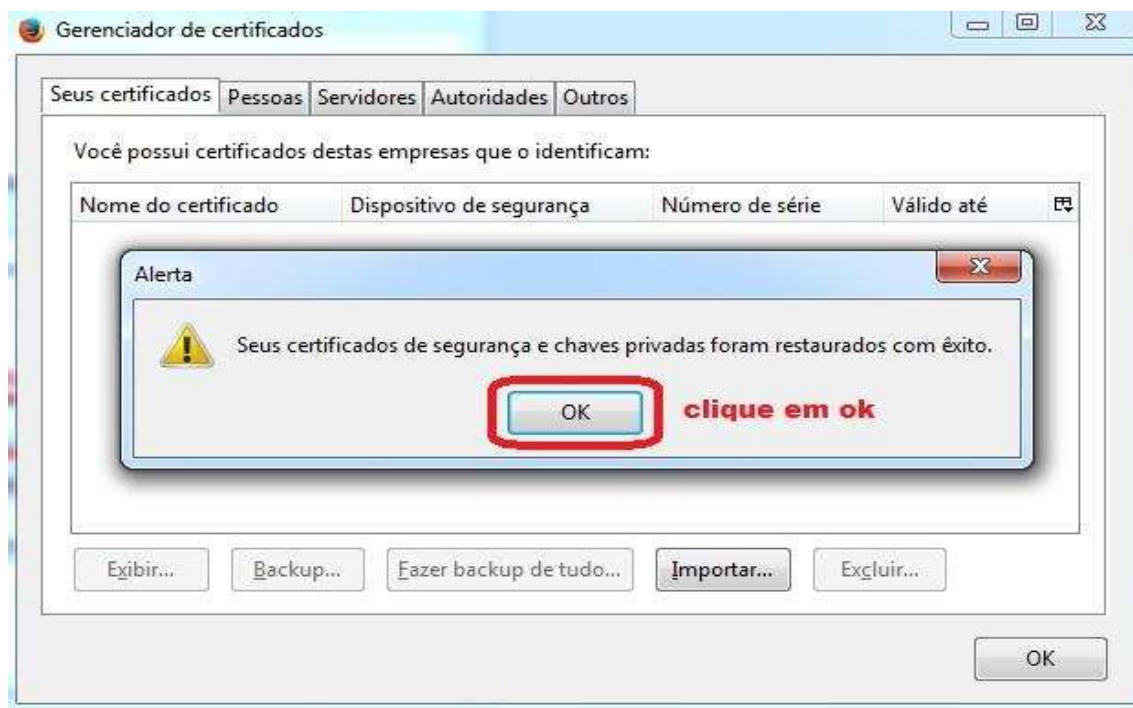 Gerenciador de certificados
Seus certificados Pessoas Servidores Autoridades Outros
Você possui certificados destas empresas que o identificam:
Nome do certificado Dispositivo de segurança Número de série Válido até
Alerta
Seus certificados de segurança e chaves privadas foram restaurados com êxito.
OK clique em ok
Exibir... Backup... Fazer backup de tudo... Importar... Excluir...
OK